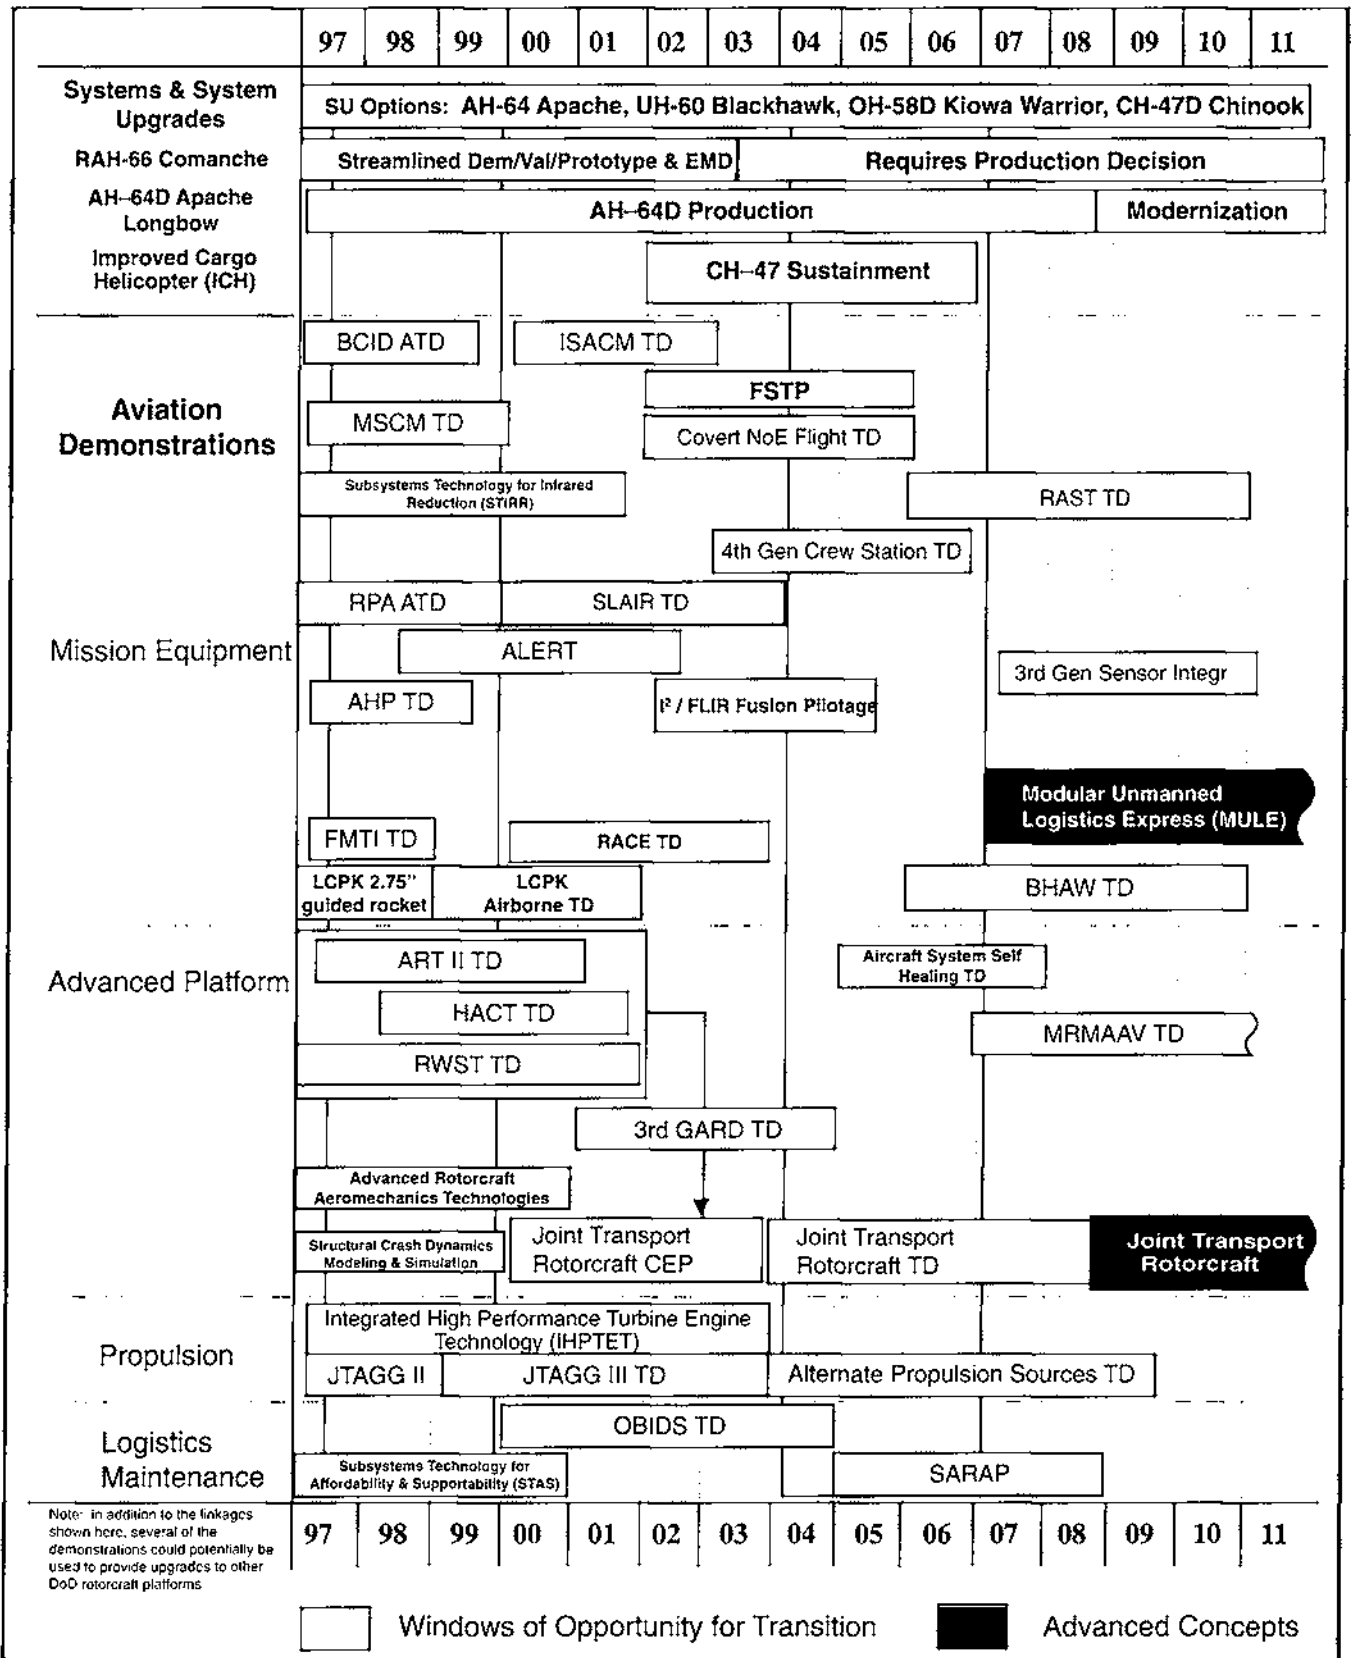 97 98 99 00 01 02 03 04 05 06 07 08 09 10 11
Systems & System
Upgrades
SU Options: AH-64 Apache, UH-60 Blackhawk, OH-58D Kiowa Warrior, CH-47D Chinook
RAH-66 Comanche
Streamlined Dem/Val/Prototype & EMD
Requires Production Decision
AH-64D Apache
Longbow
AH-64D Production
Modernization
Improved Cargo
Helicopter (ICH)
CH-47 Sustainment
BCID ATD
ISACM TD
Aviation
Demonstrations
FSTP
MSCM TD
Covert NoE Flight TD
Subsystems Technology for Infrared
Reduction (STIRR)
RAST TD
4th Gen Crew Station TD
RPA ATD
SLAIR TD
Mission Equipment
ALERT
3rd Gen Sensor Integr
AHP TD
I² / FLIR Fusion Pilotage
Modular Unmanned
Logistics Express (MULE)
FMTI TD
RACE TD
LCPK 2.75”
guided rocket
LCPK
Airborne TD
BHAW TD
Advanced Platform
ART II TD
Aircraft System Self
Healing TD
HACT TD
MRMAAV TD
RWST TD
3rd GARD TD
Advanced Rotorcraft
Aeromechanics Technologies
Structural Crash Dynamics
Modeling & Simulation
Joint Transport
Rotorcraft CEP
Joint Transport
Rotorcraft TD
Joint Transport
Rotorcraft
Propulsion
Integrated High Performance Turbine Engine
Technology (IHPTET)
JTAGG II
JTAGG III TD
Alternate Propulsion Sources TD
Logistics
Maintenance
OBIDS TD
Subsystems Technology for
Affordability & Supportability (STAS)
SARAP
Note: in addition to the linkages
shown here, several of the
demonstrations could potentially be
used to provide upgrades to other
DoD rotorcraft platforms
97 98 99 00 01 02 03 04 05 06 07 08 09 10 11
Windows of Opportunity for Transition
Advanced Concepts